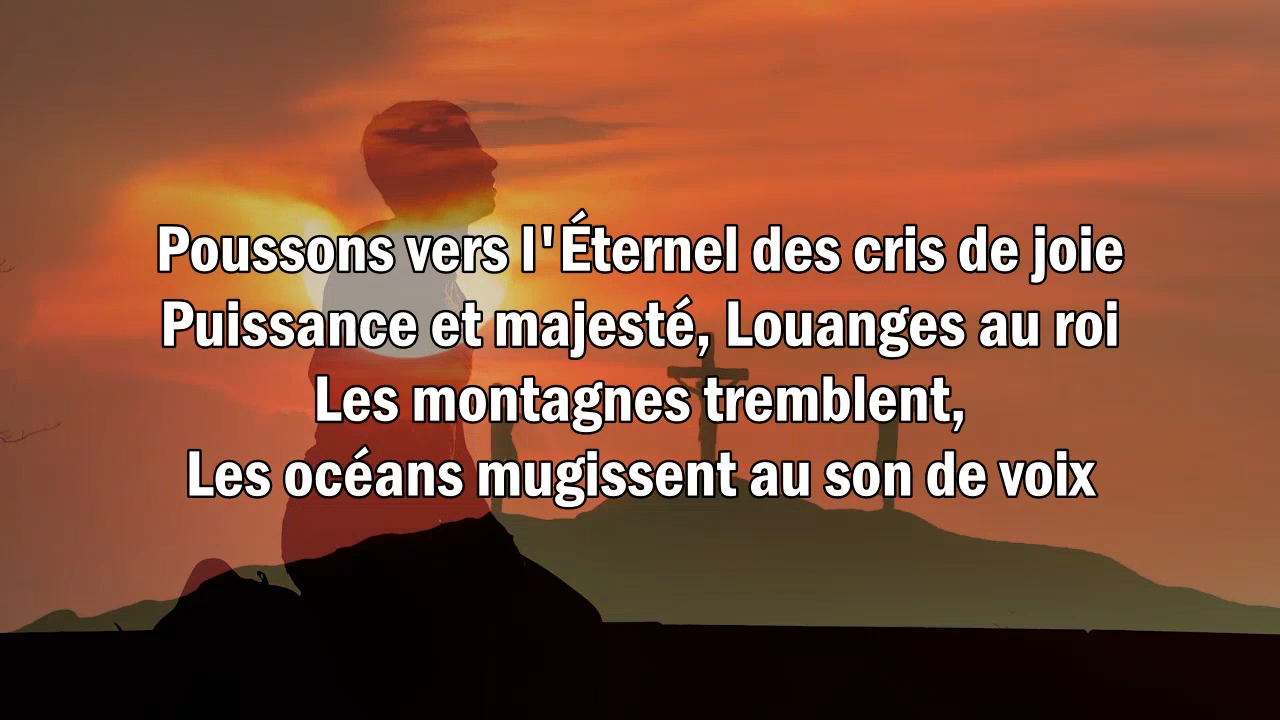 Poussons vers l'Éternel des cris de joie
Puissance et majesté, Louanges au roi
Les montagnes tremblent,
Les océans mugissent au son de voix